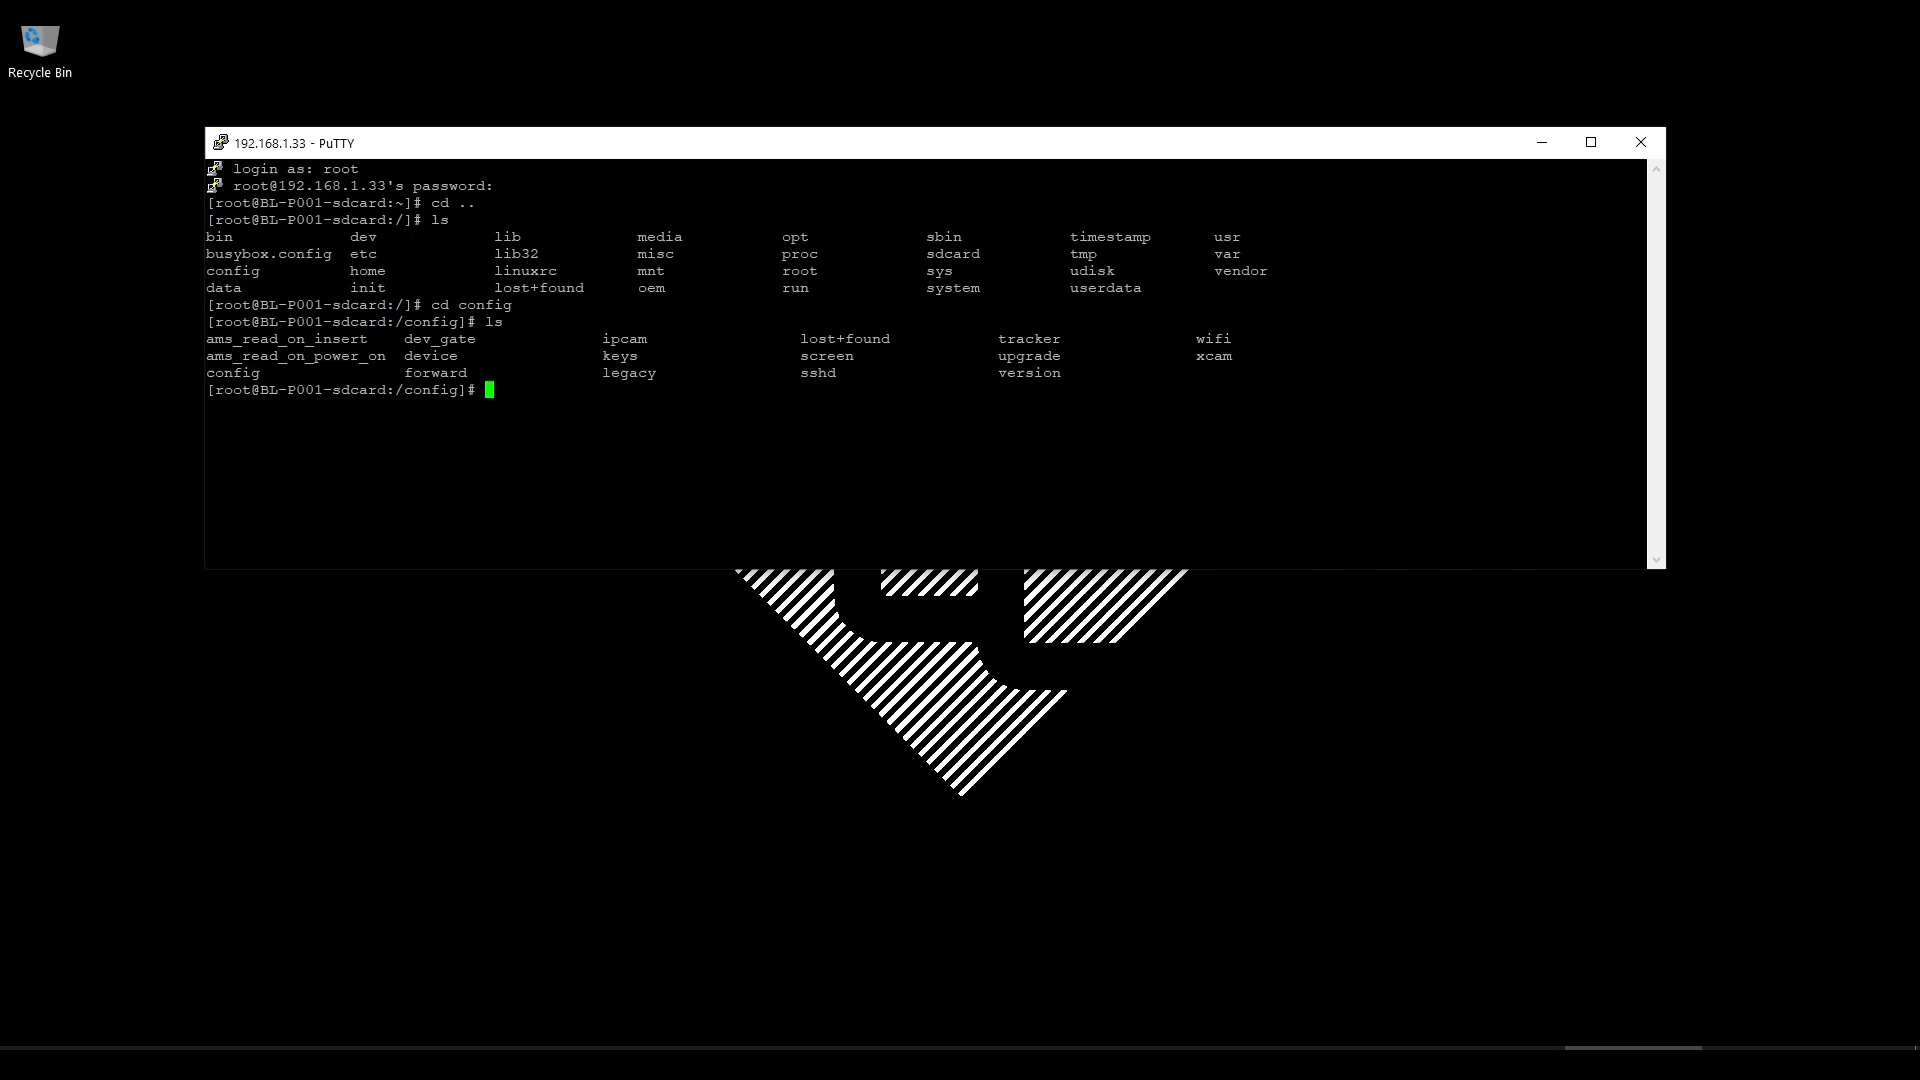 Recycle Bin
192.168.1.33 - PuTTY
login as: root
root@192.168.1.33's password:
[root@BL-P001-sdcard:~]# cd ..
[root@BL-P001-sdcard:/]# ls
bin dev lib media opt sbin timestamp usr
busybox.config etc lib32 misc proc sdcard tmp var
config home linuxrc mnt root sys udisk vendor
data init lost+found oem run system userdata
[root@BL-P001-sdcard:/]# cd config
[root@BL-P001-sdcard:/config]# ls
ams_read_on_insert dev_gate ipcam lost+found tracker wifi
ams_read_on_power_on device keys screen upgrade xcam
config forward legacy sshd version
[root@BL-P001-sdcard:/config]#